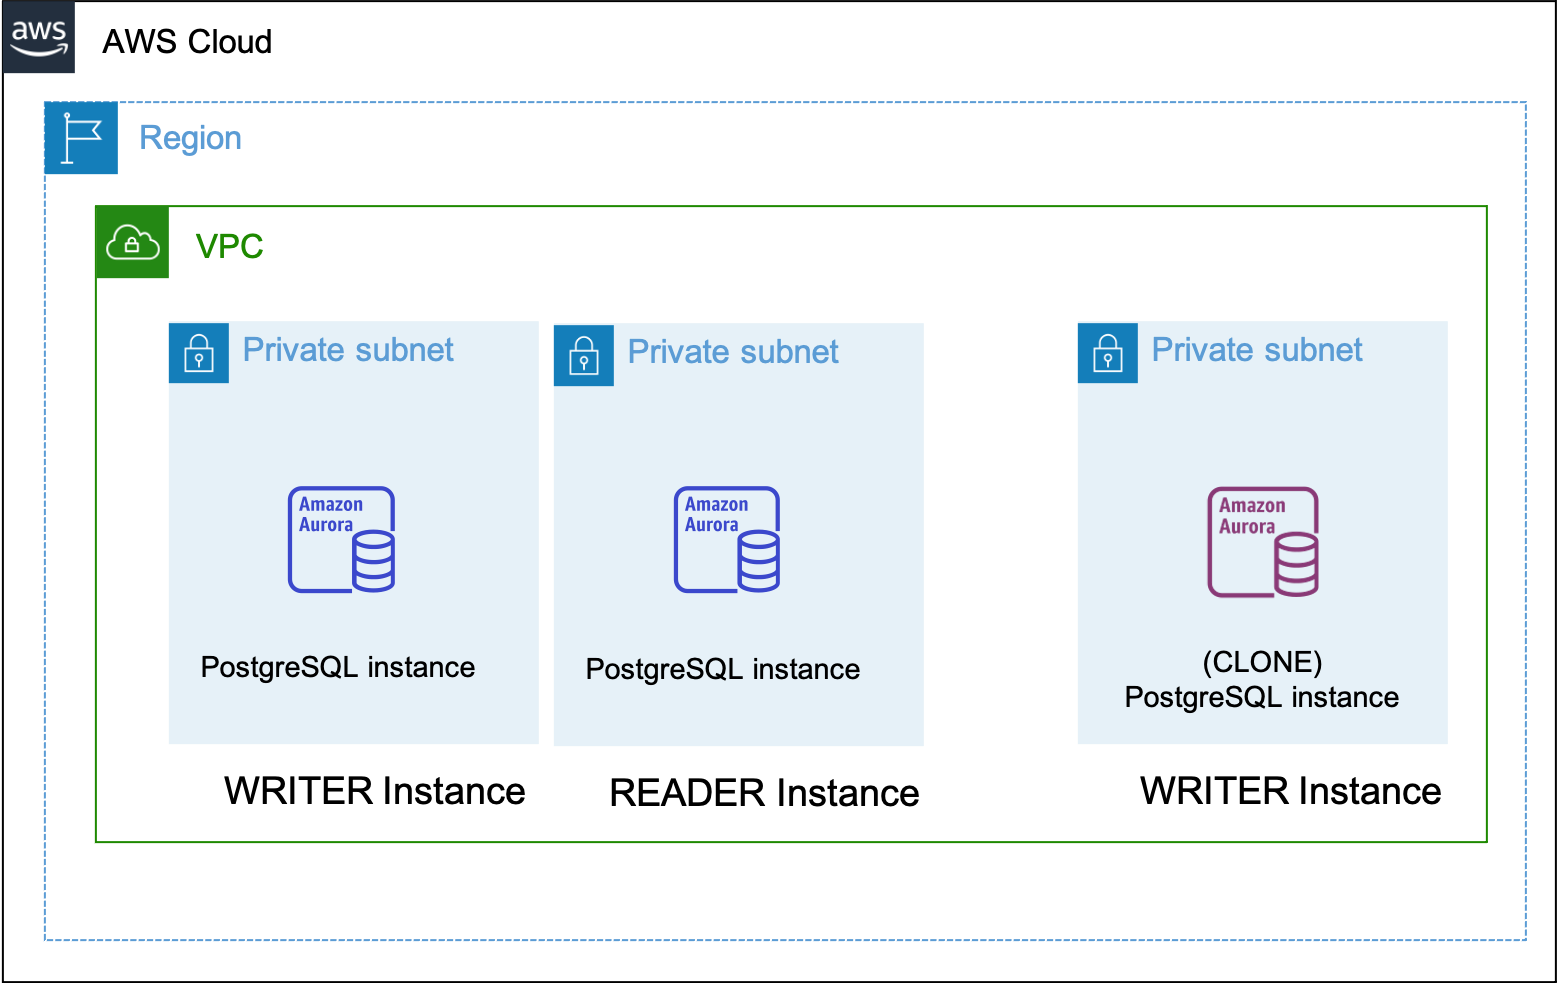 aws
AWS Cloud
Region
VPC
Private subnet
Amazon
Aurora
PostgreSQL instance
WRITER Instance
Private subnet
Amazon
Aurora
PostgreSQL instance
READER Instance
Private subnet
Amazon
Aurora
(CLONE)
PostgreSQL instance
WRITER Instance